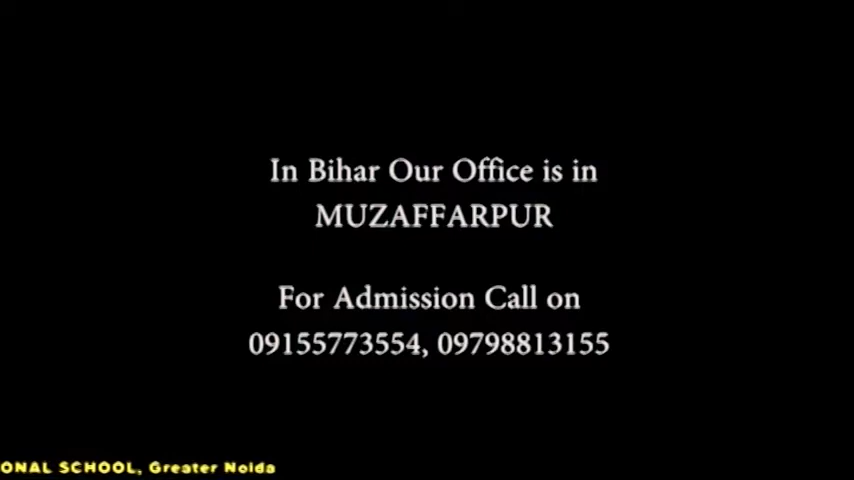 In Bihar Our Office is in
MUZAFFARPUR
For Admission Call on
09155773554, 09798813155
ONAL SCHOOL, Greater Noida